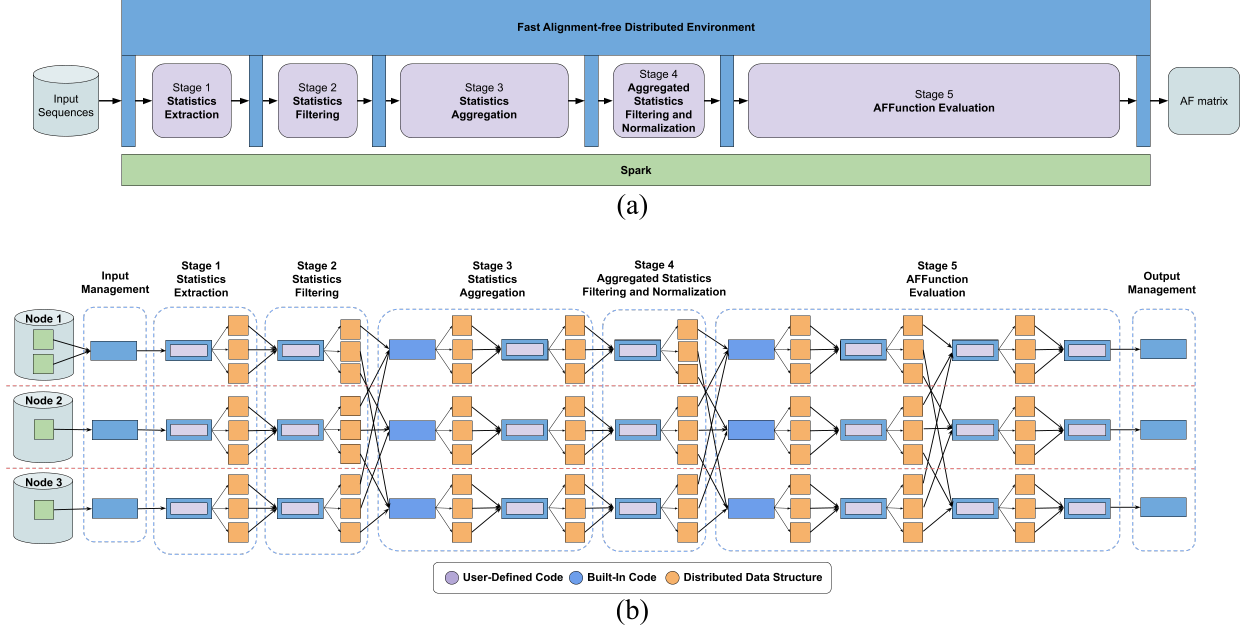 Fast Alignment-free Distributed Environment
Input
Sequences
Stage 1
Statistics
Extraction
Stage 2
Statistics
Filtering
Stage 3
Statistics
Aggregation
Stage 4
Aggregated
Statistics
Filtering and
Normalization
Stage 5
AFFunction Evaluation
AF matrix
Spark
(a)
Input
Management
Stage 1
Statistics
Extraction
Stage 2
Statistics
Filtering
Stage 3
Statistics
Aggregation
Stage 4
Aggregated Statistics
Filtering and Normalization
Stage 5
AFFunction
Evaluation
Output
Management
Node 1
Node 2
Node 3
User-Defined Code
Built-In Code
Distributed Data Structure
(b)